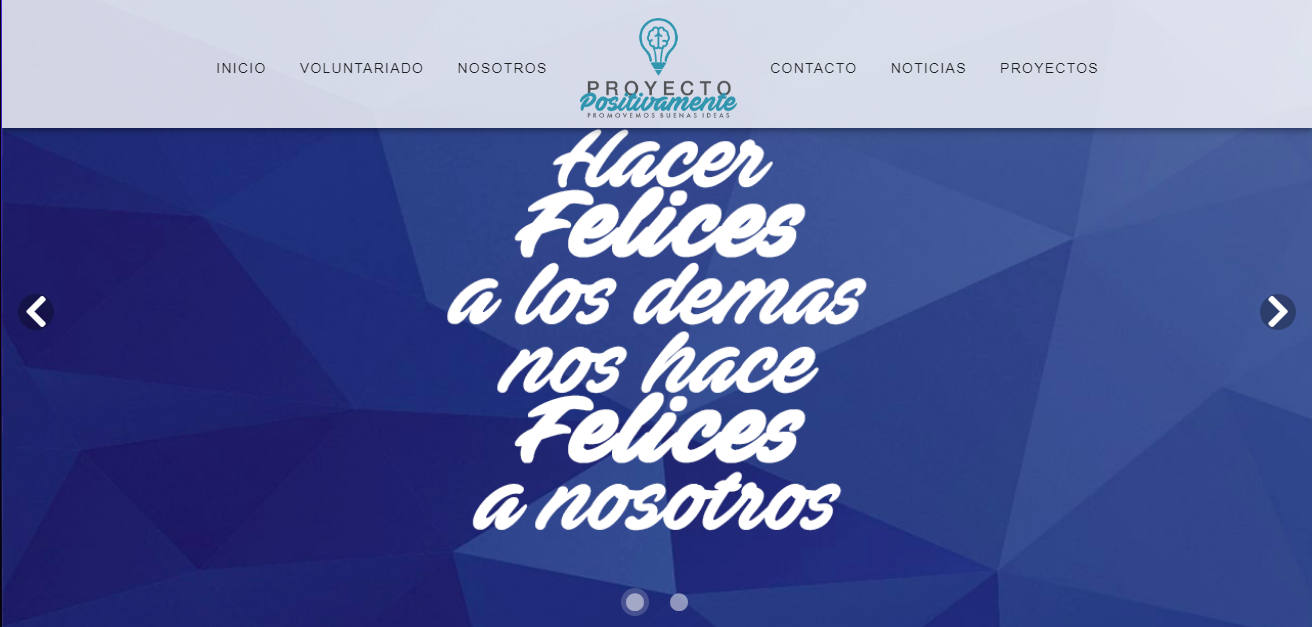 INICIO
VOLUNTARIADO
NOSOTROS
PROYECTO
Positivamente
PROMOVEMOS BUENAS IDEAS
CONTACTO
NOTICIAS
PROYECTOS
Hacer
Felices
a los demas
nos hace
Felices
a nosotros